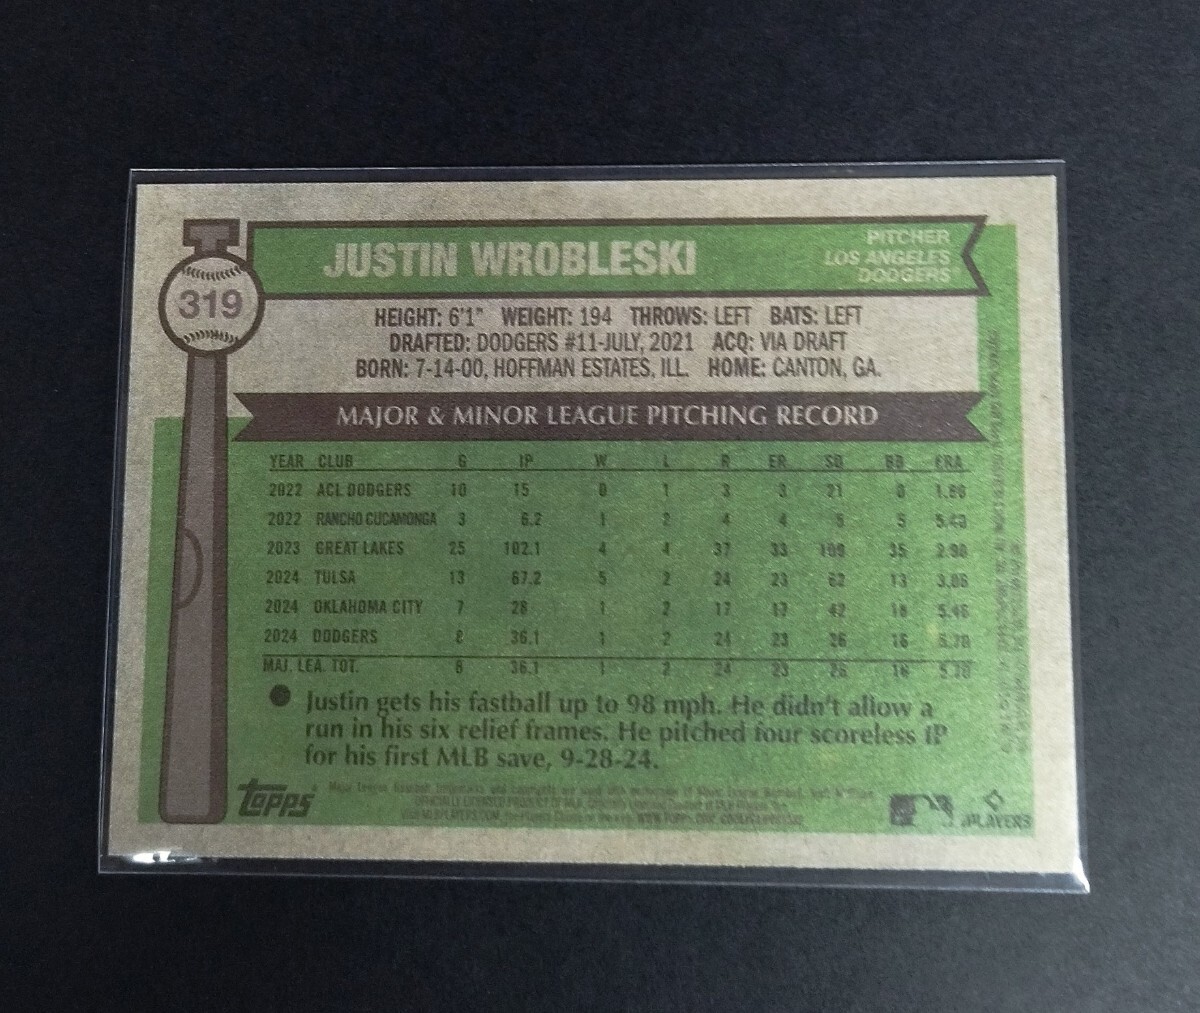 319
JUSTIN WROBLESKI
PITCHER
LOS ANGELES
DODGERS
HEIGHT: 6'1" WEIGHT: 194 THROWS: LEFT BATS: LEFT
DRAFTED: DODGERS #11-JULY, 2021 ACQ: VIA DRAFT
BORN: 7-14-00, HOFFMAN ESTATES, ILL. HOME: CANTON, GA.
MAJOR & MINOR LEAGUE PITCHING RECORD
YEAR CLUB G IP W L R ER SO BB ERA
2022 ACL DODGERS 10 15 0 1 3 3 21
2022 RANCHO CUCAMONGA 3 6.2 1 2 4 4 5 5
2023 GREAT LAKES 25 102.1 4 4 37 33 109 35 2.90
2024 TULSA 13 67.2 5 2 24 23 62 13 3.06
2024 OKLAHOMA CITY 7 28 1 2 17 17 42 5.46
2024 DODGERS 8 36.1 1 2 24 23 26 16 5.70
MAJ. LEA. TOT. 8 36.1 1 2 24 23 26 16 5.70
● Justin gets his fastball up to 98 mph. He didn't allow a
run in his six relief frames. He pitched four scoreless IP
for his first MLB save, 9-28-24.
topps
OFFICIALLY LICENSED PRODUCT OF MLB
PLAYERS